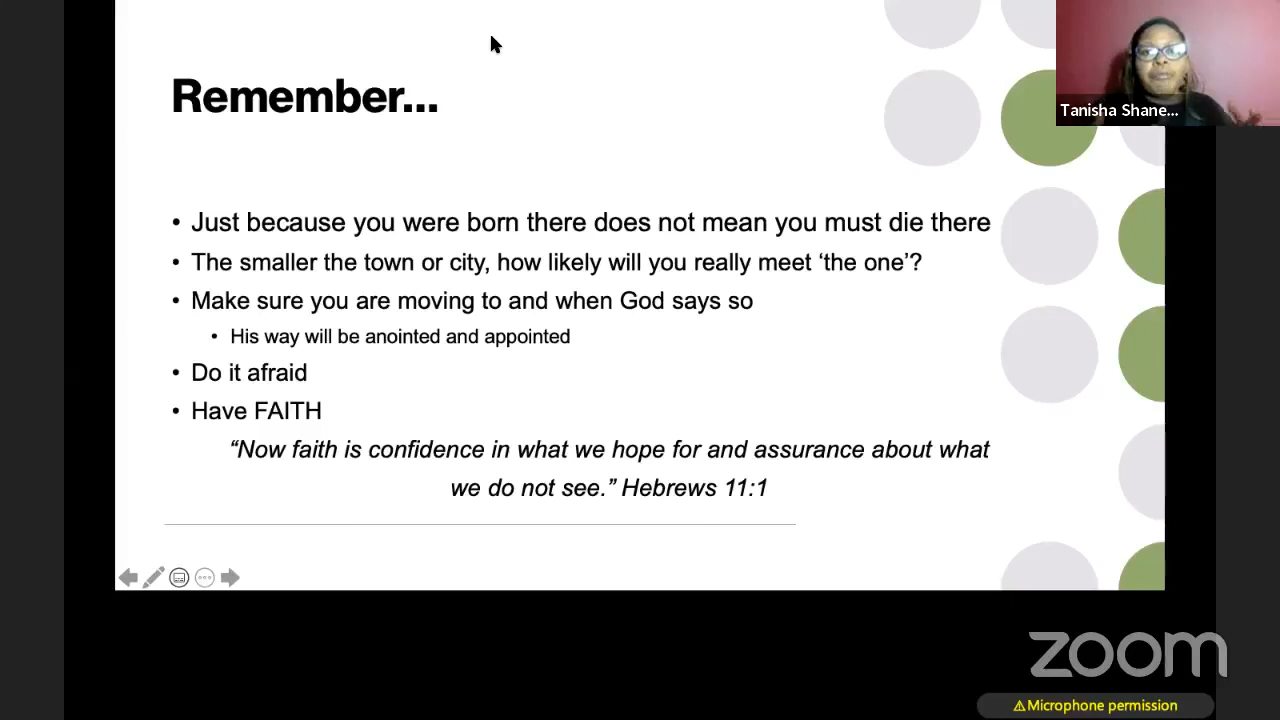 Remember...
Tanisha Shane...
• Just because you were born there does not mean you must die there
• The smaller the town or city, how likely will you really meet ‘the one’?
• Make sure you are moving to and when God says so
• His way will be anointed and appointed
• Do it afraid
• Have FAITH
“Now faith is confidence in what we hope for and assurance about what
we do not see.” Hebrews 11:1
zoom
⚠Microphone permission